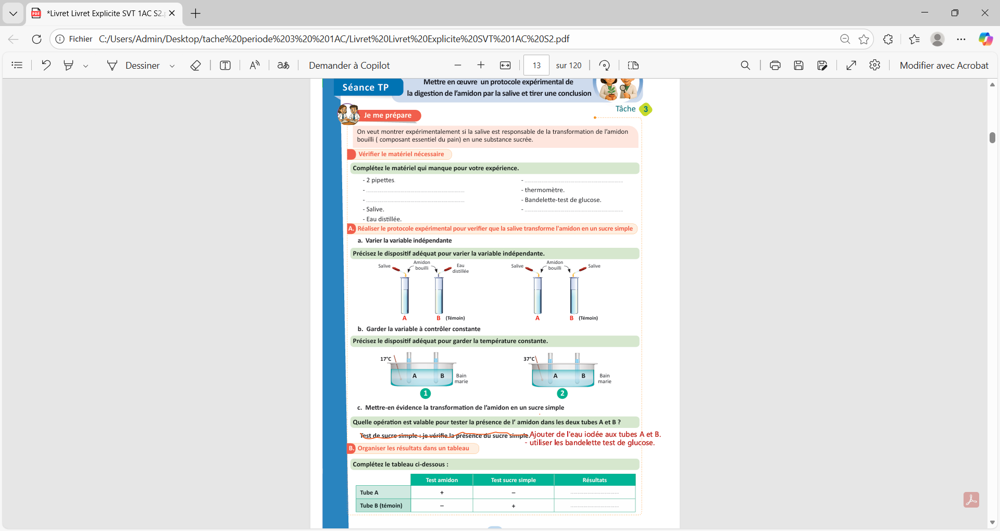 *Livret Livret Explicite SVT 1AC S2.p
Fichier C:/Users/Admin/Desktop/tache%20periode%203%20%201AC/Livret%20Livret%20Explicite%20SVT%201AC%20S2.pdf
Dessiner
aあ
Demander à Copilot
13 sur 120
Modifier avec Acrobat
Séance TP
Mettre en œuvre un protocole expérimental de
la digestion de l'amidon par la salive et tirer une conclusion
Tâche 3
Je me prépare
On veut montrer expérimentalement si la salive est responsable de la transformation de l'amidon
bouilli ( composant essentiel du pain) en une substance sucrée.
Vérifier le matériel nécessaire
Complétez le matériel qui manque pour votre expérience.
- 2 pipettes.
- ..........
- ..........
- Salive.
- Eau distillée.
- ..........
- thermomètre.
- Bandelette-test de glucose.
- ..........
A. Réaliser le protocole expérimental pour verifier que la salive transforme l'amidon en un sucre simple
a. Varier la variable indépendante
Précisez le dispositif adéquat pour varier la variable indépendante.
Salive
Amidon
bouilli
Eau
distillée
A
B (Témoin)
Salive
Amidon
bouilli
Salive
A
B (Témoin)
b. Garder la variable à contrôler constante
Précisez le dispositif adéquat pour garder la température constante.
17°C
A B
Bain
marie
1
37°C
A B
Bain
marie
2
c. Mettre-en évidence la transformation de l'amidon en un sucre simple
Quelle opération est valable pour tester la présence de l' amidon dans les deux tubes A et B ?
Test de sucre simple : je vérifie la présence du sucre simple.
- Ajouter de l'eau iodée aux tubes A et B.
- utiliser les bandelette test de glucose.
B. Organiser les résultats dans un tableau
Complétez le tableau ci-dessous :
Test amidon Test sucre simple Résultats
Tube A + – ..........
Tube B (témoin) – + ..........